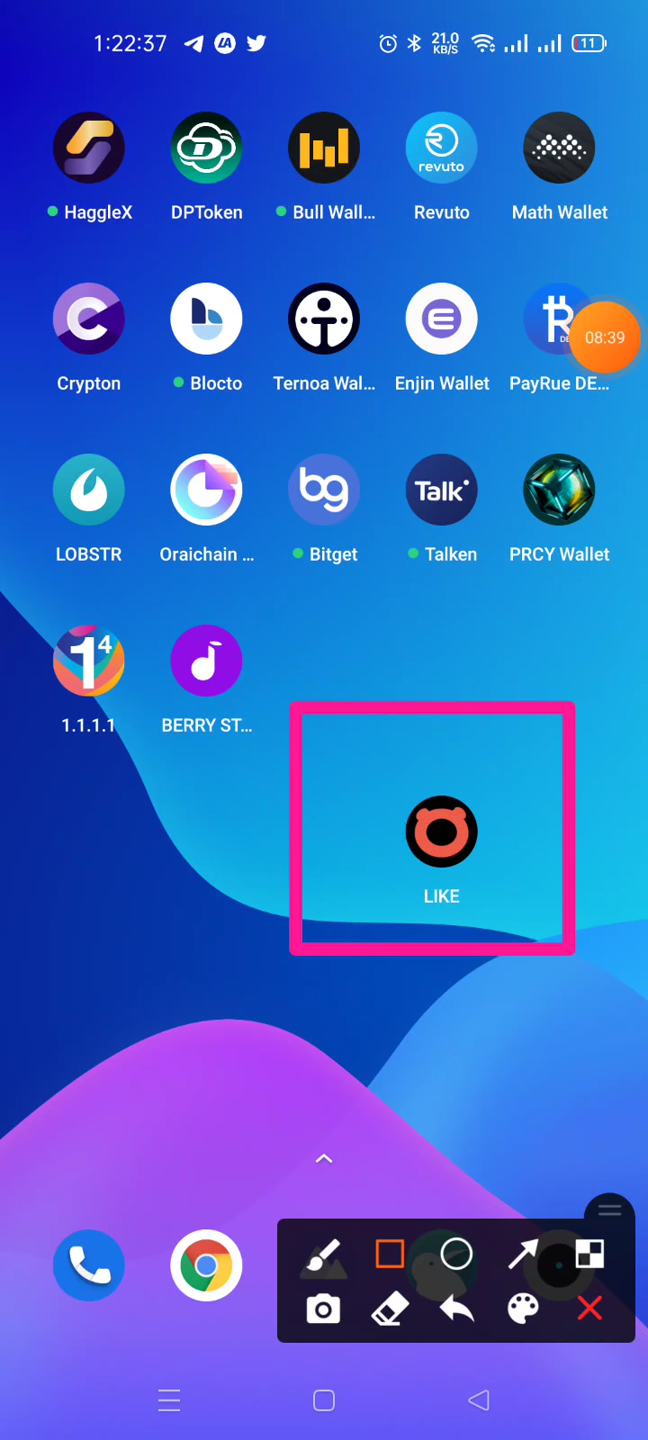 1:22:37
21.0
KB/S
11
revuto
HaggleX
DPToken
Bull Wall...
Revuto
Math Wallet
08:39
Crypton
Blocto
Ternoa Wal...
Enjin Wallet
PayRue DE...
bg
Talk
LOBSTR
Oraichain ...
Bitget
Talken
PRCY Wallet
1⁴
1.1.1.1
BERRY ST...
LIKE